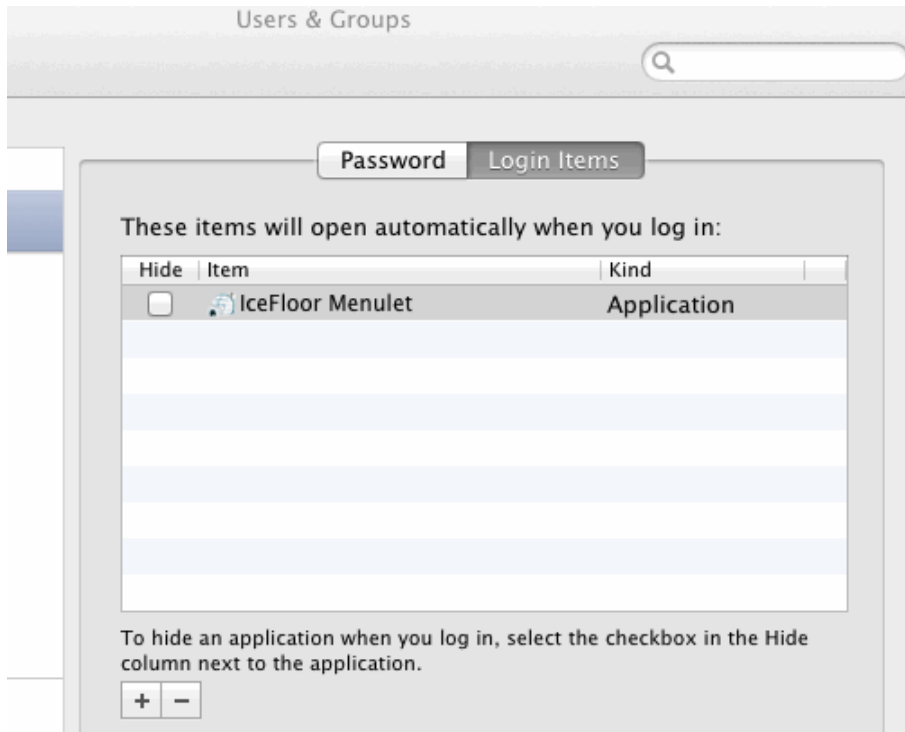 Users & Groups
Password Login Items
These items will open automatically when you log in:
Hide Item Kind
IceFloor Menulet Application
To hide an application when you log in, select the checkbox in the Hide
column next to the application.
+ −